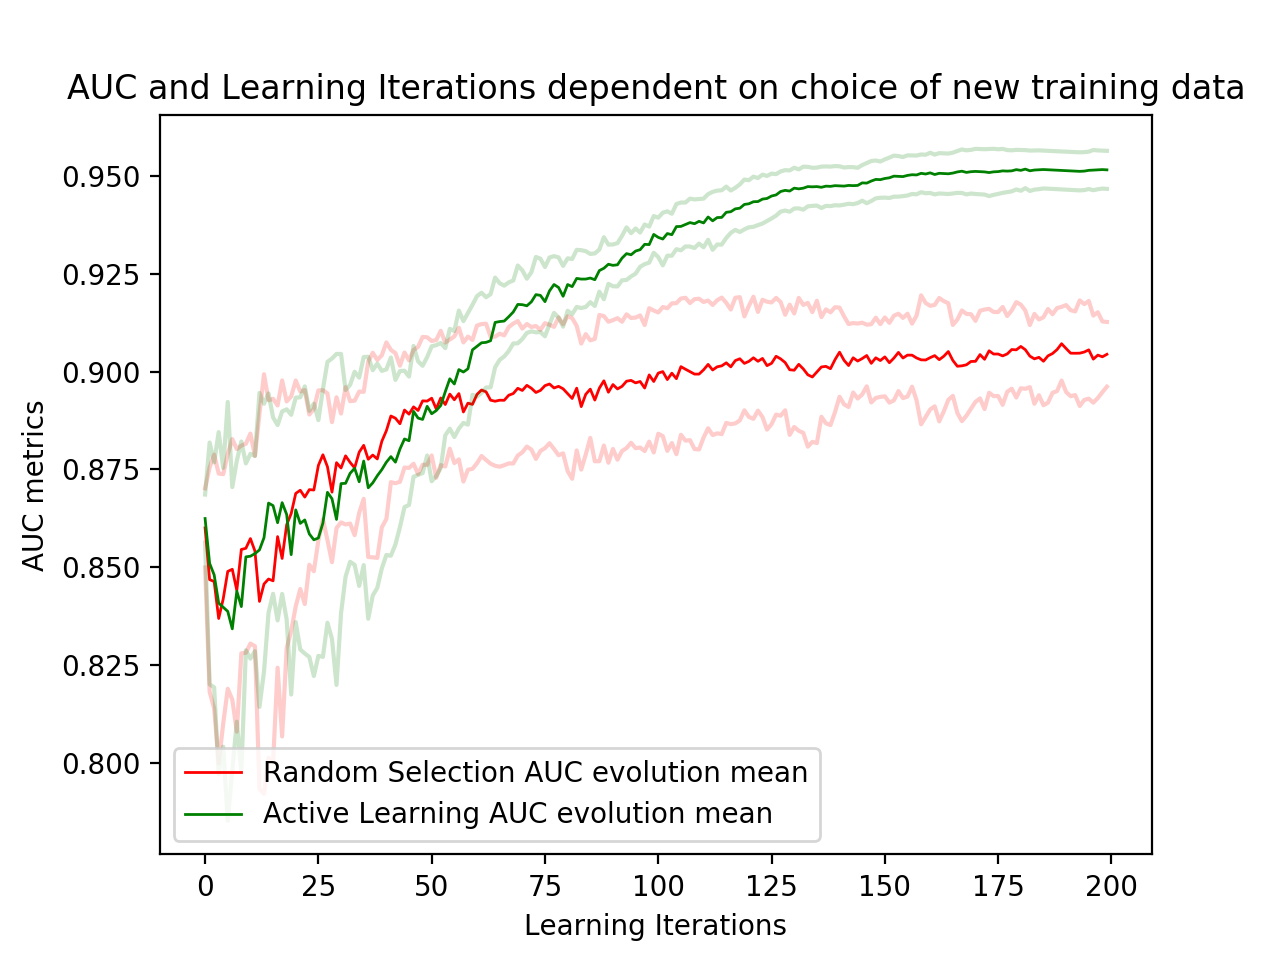 AUC and Learning Iterations dependent on choice of new training data
AUC metrics
0.950
0.925
0.900
0.875
0.850
0.825
0.800
Random Selection AUC evolution mean
Active Learning AUC evolution mean
0 25 50 75 100 125 150 175 200
Learning Iterations